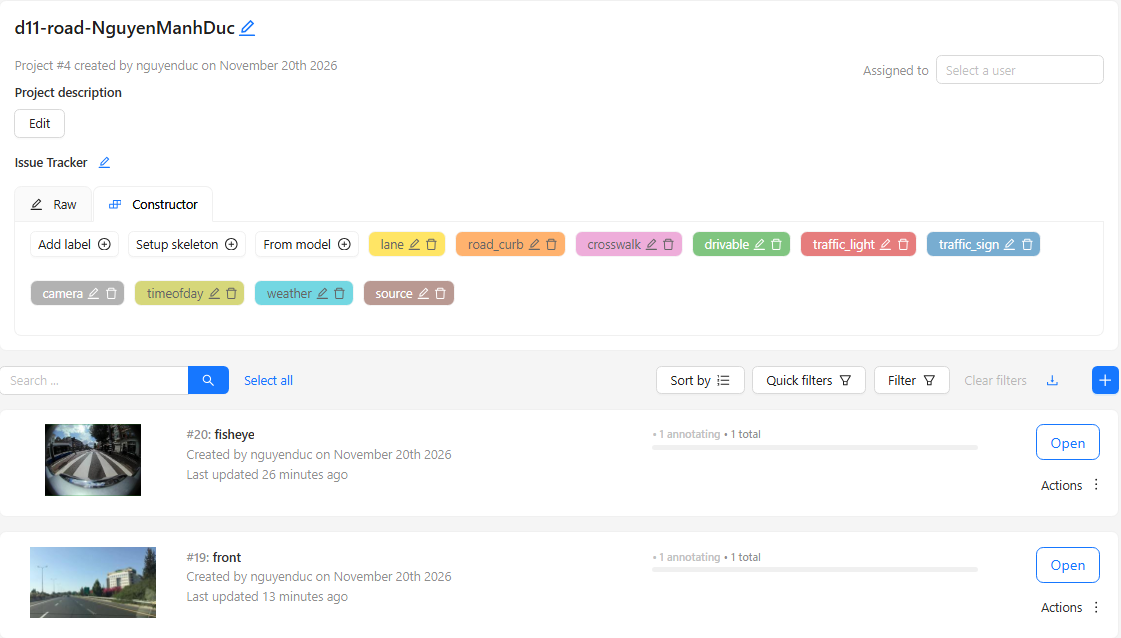 d11-road-NguyenManhDuc
Project #4 created by nguyenduc on November 20th 2026
Assigned to Select a user
Project description
Edit
Issue Tracker
Raw Constructor
Add label Setup skeleton From model lane road_curb crosswalk drivable traffic_light traffic_sign
camera timeofday weather source
Search ... Select all Sort by Quick filters Filter Clear filters
#20: fisheye • 1 annotating • 1 total
Created by nguyenduc on November 20th 2026 Open
Last updated 26 minutes ago
Actions
#19: front • 1 annotating • 1 total
Created by nguyenduc on November 20th 2026 Open
Last updated 13 minutes ago
Actions